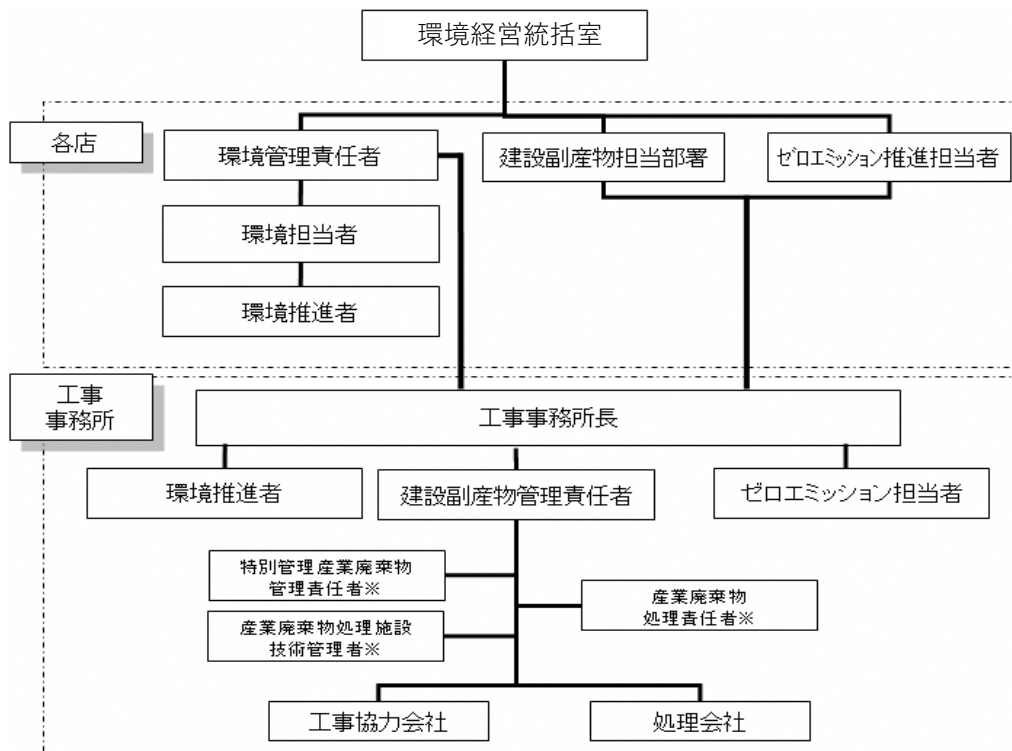 環境経営統括室
各店
環境管理責任者
建設副産物担当部署
ゼロエミッション推進担当者
環境担当者
環境推進者
工事
事務所
工事事務所長
環境推進者
建設副産物管理責任者
ゼロエミッション担当者
特別管理産業廃棄物
管理責任者※
産業廃棄物
処理責任者※
産業廃棄物処理施設
技術管理者※
工事協力会社
処理会社